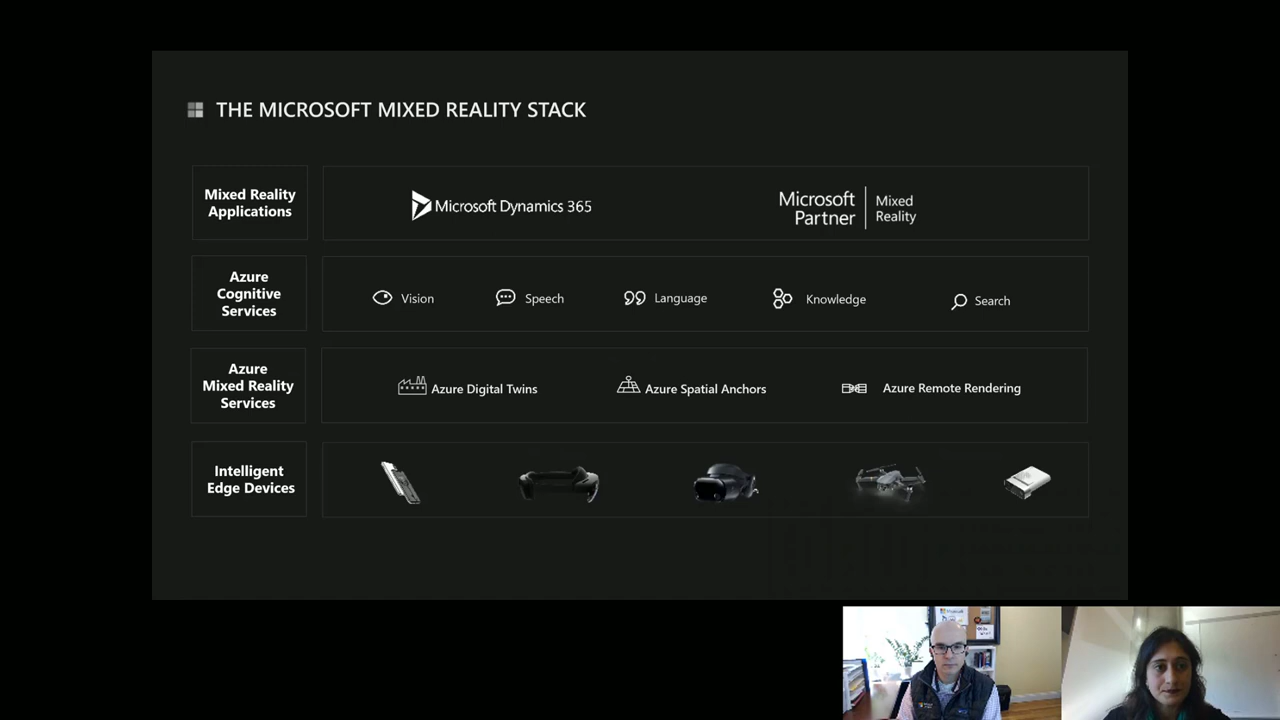 THE MICROSOFT MIXED REALITY STACK
Mixed Reality
Applications
Microsoft Dynamics 365
Microsoft
Partner
Mixed
Reality
Azure
Cognitive
Services
Vision
Speech
Language
Knowledge
Search
Azure
Mixed Reality
Services
Azure Digital Twins
Azure Spatial Anchors
Azure Remote Rendering
Intelligent
Edge Devices